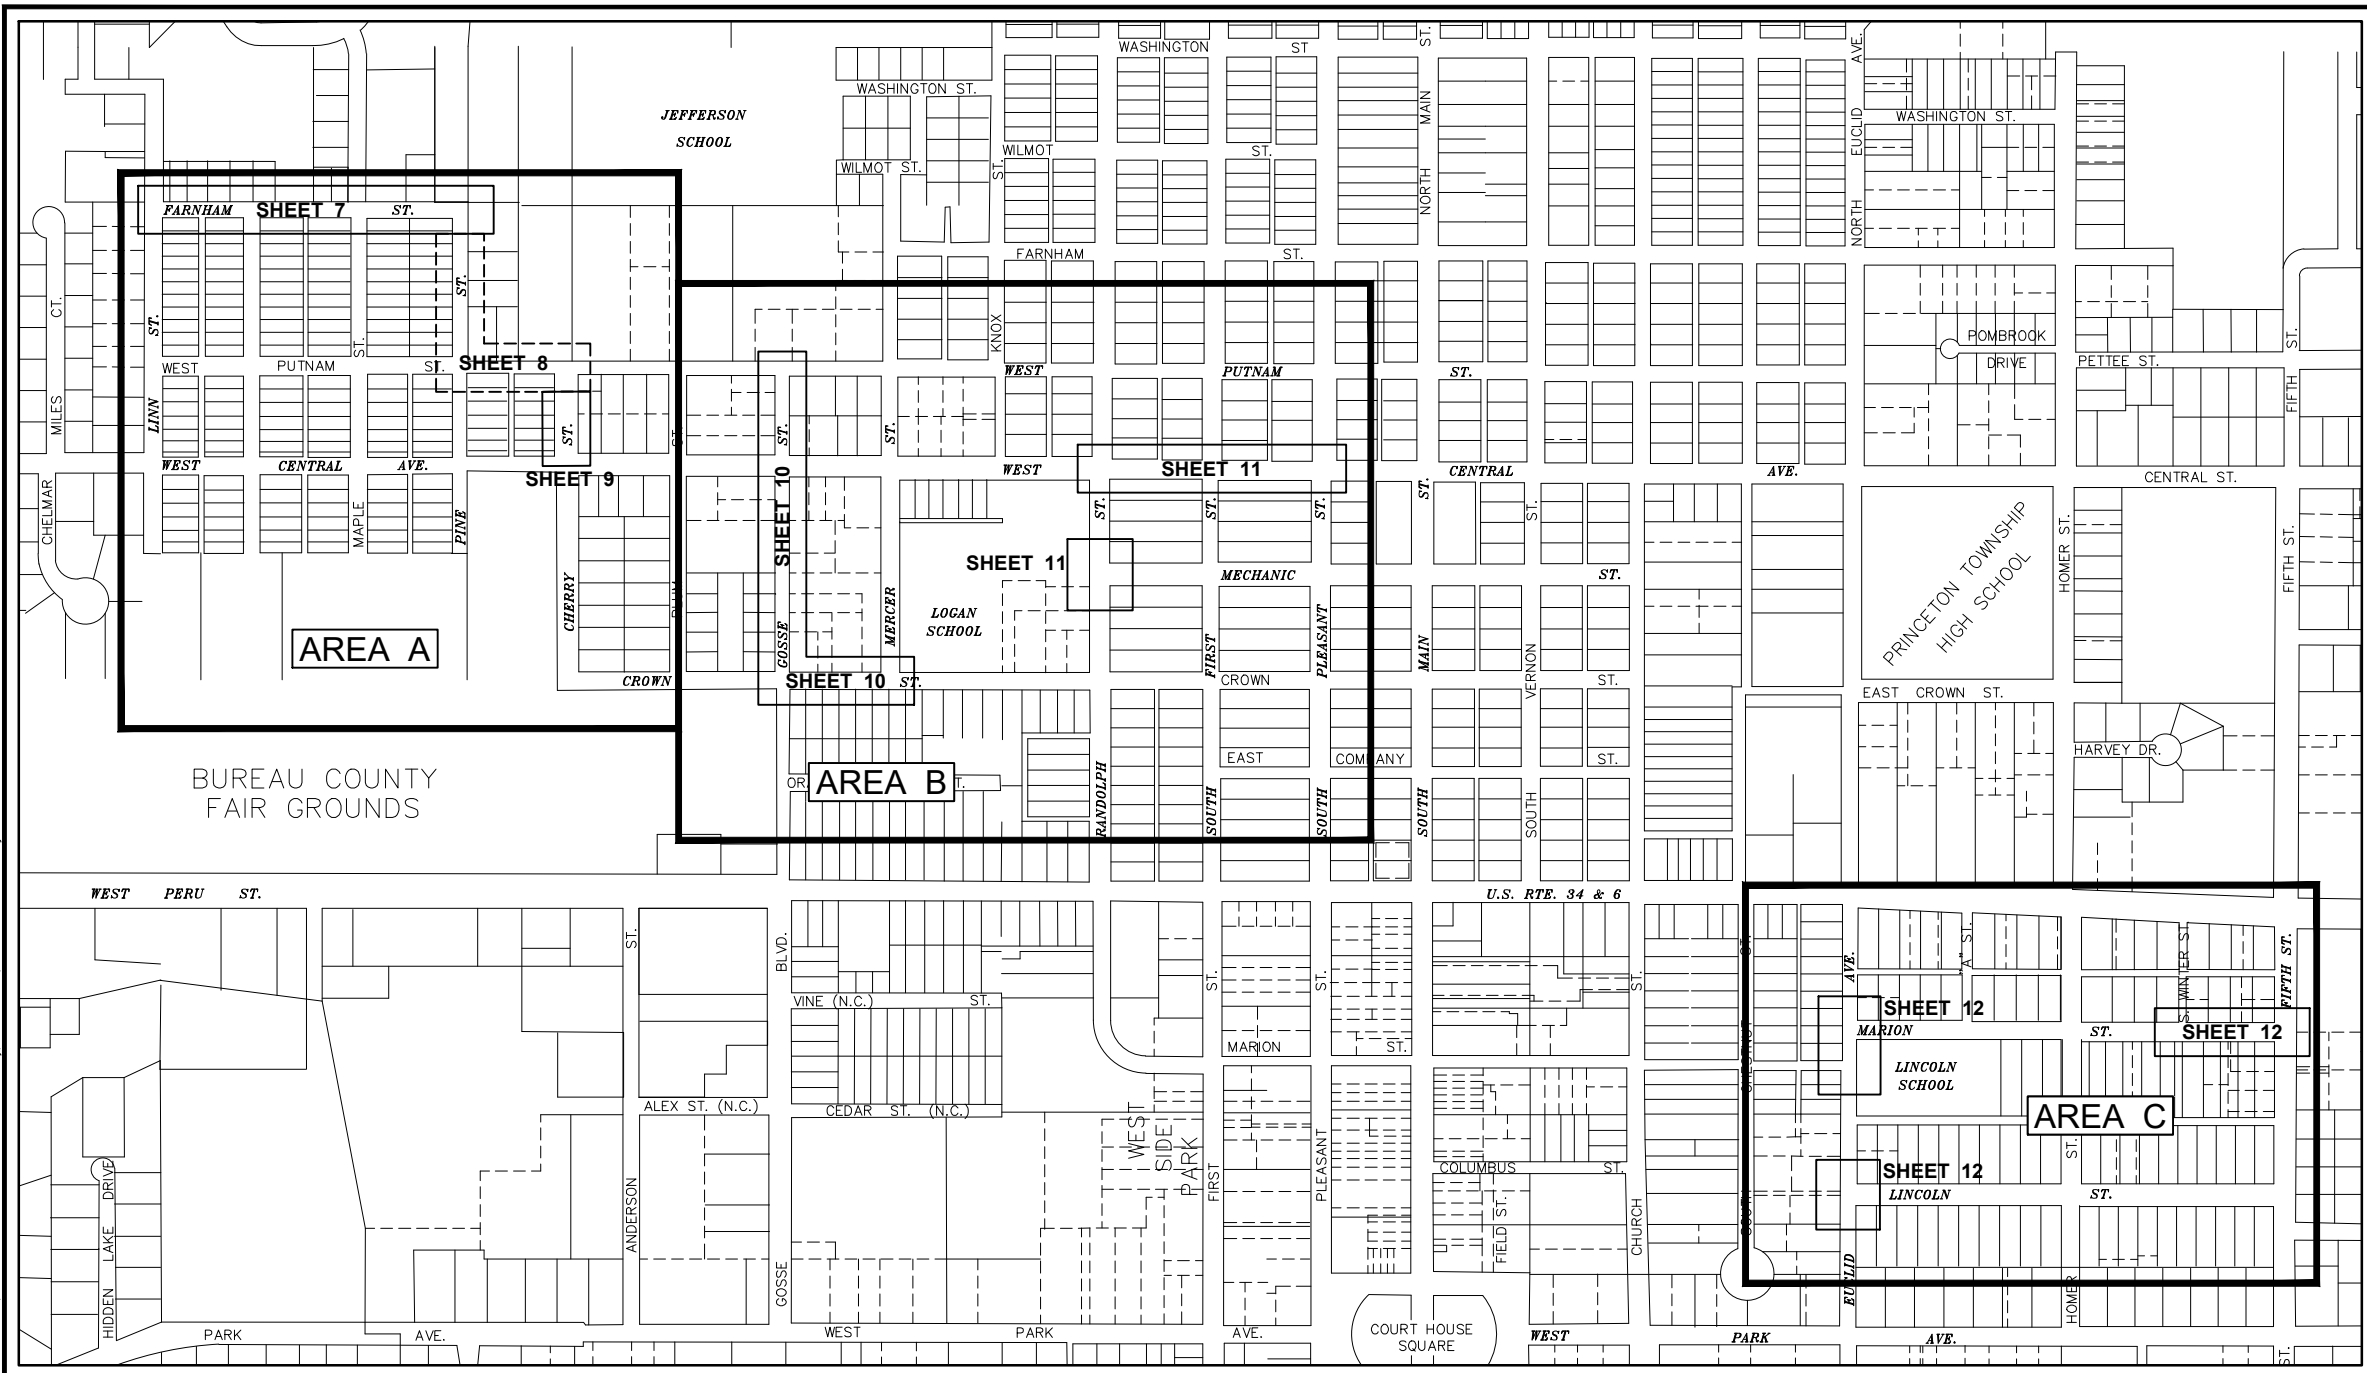 WASHINGTON ST
WASHINGTON ST.
JEFFERSON
SCHOOL
WILMOT ST.
WILMOT ST.
ST.
NORTH MAIN ST.
NORTH EUCLID AVE.
WASHINGTON ST.
FARNHAM SHEET 7 ST.
FARNHAM ST.
MILES CT.
LINN ST.
ST.
ST.
KNOX
POMBROOK
DRIVE
PETTEE ST.
FIFTH ST.
WEST PUTNAM ST.
SHEET 8
WEST PUTNAM ST.
ST.
ST.
ST.
ST.
WEST CENTRAL AVE.
SHEET 9
SHEET 10
WEST
SHEET 11
CENTRAL AVE.
CENTRAL ST.
CHELMAR
MAPLE
PINE
ST.
ST.
ST.
ST.
ST.
PRINCETON TOWNSHIP
HIGH SCHOOL
HOMER ST.
FIFTH ST.
CHERRY
PLUM
GOSSE
MERCER
SHEET 11
MECHANIC ST.
LOGAN
SCHOOL
AREA A
FIRST
PLEASANT
MAIN
VERNON
CROWN
SHEET 10 ST.
CROWN ST.
EAST CROWN ST.
HARVEY DR.
EAST COMPANY ST.
BUREAU COUNTY
FAIR GROUNDS
AREA B
RANDOLPH
SOUTH
SOUTH
SOUTH
SOUTH
WEST PERU ST.
U.S. RTE. 34 & 6
ST.
BLVD.
ST.
ST.
ST.
ST.
AVE.
"A" ST.
S. WINTER ST.
FIFTH ST.
VINE (N.C.) ST.
SHEET 12
MARION ST.
SHEET 12
MARION ST.
LINCOLN
SCHOOL
CHESTNUT
ALEX ST. (N.C.)
CEDAR ST. (N.C.)
AREA C
WEST
SIDE
PARK
COLUMBUS ST.
SHEET 12
LINCOLN ST.
ST.
HIDDEN LAKE DRIVE
ANDERSON
GOSSE
FIRST
PLEASANT
FIELD ST.
CHURCH
SOUTH
EUCLID
HOMER
PARK AVE.
WEST PARK AVE.
COURT HOUSE
SQUARE
WEST PARK AVE.
ST.